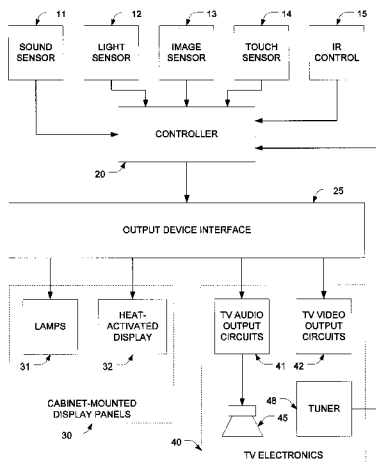 11
12
13
14
15
SOUND
SENSOR
LIGHT
SENSOR
IMAGE
SENSOR
TOUCH
SENSOR
IR
CONTROL
CONTROLLER
20
25
OUTPUT DEVICE INTERFACE
LAMPS
HEAT-
ACTIVATED
DISPLAY
TV AUDIO
OUTPUT
CIRCUITS
TV VIDEO
OUTPUT
CIRCUITS
31
32
41
42
CABINET-MOUNTED
DISPLAY PANELS
30
45
48
TUNER
40
TV ELECTRONICS